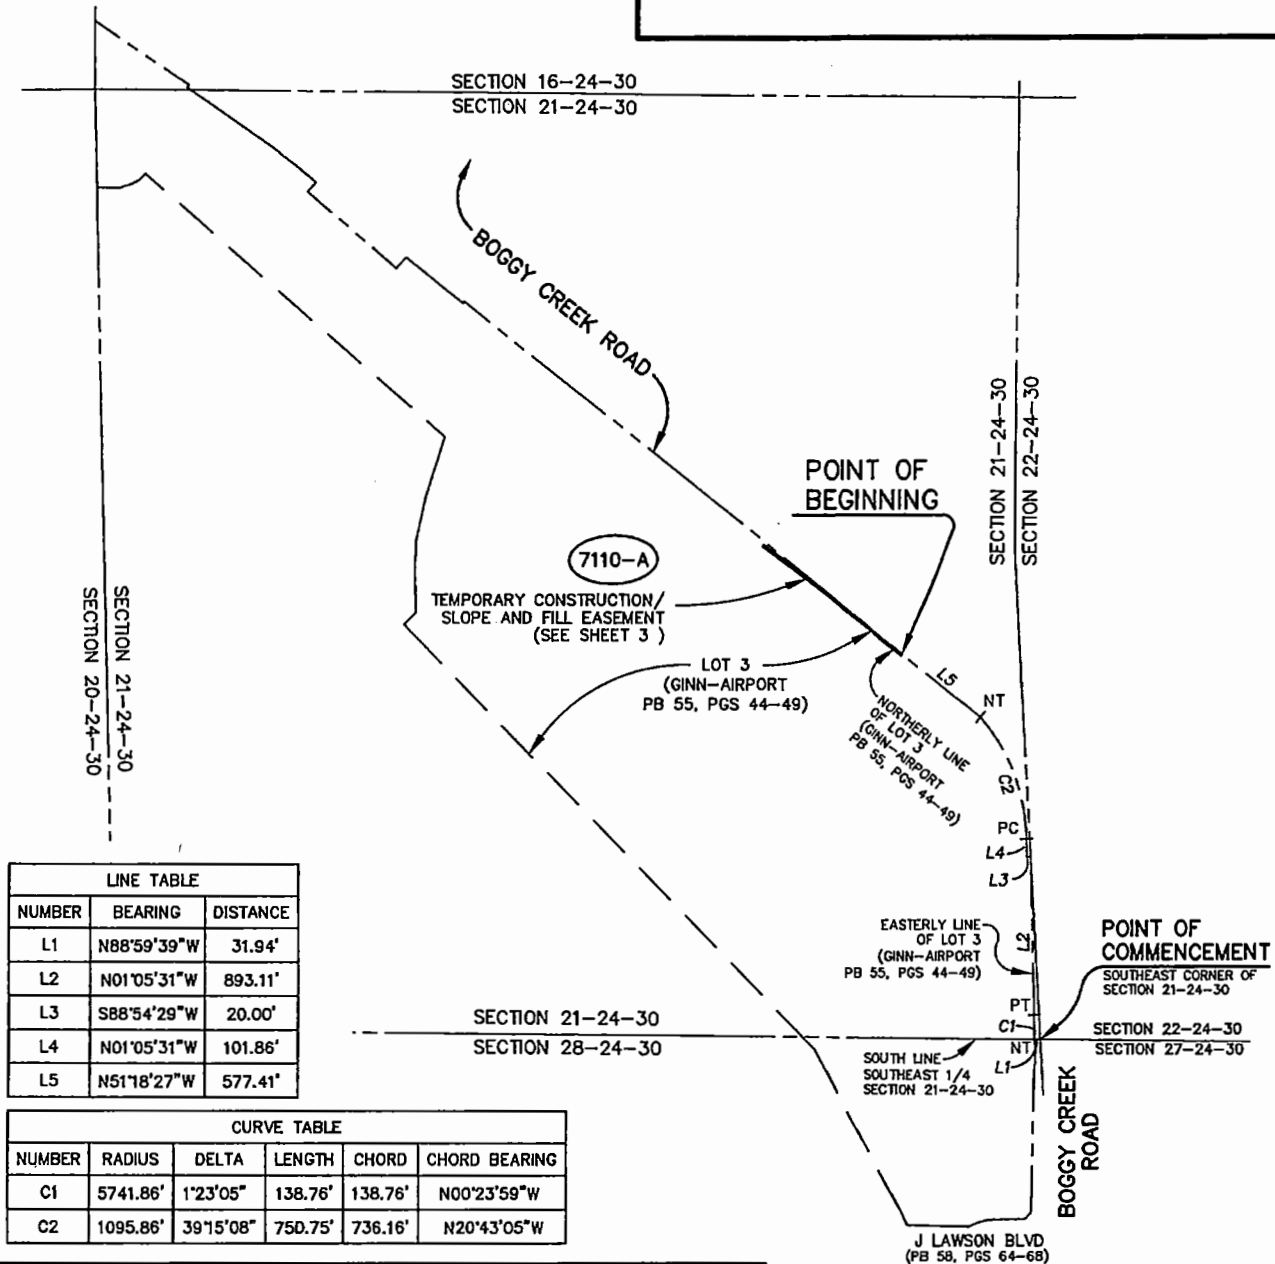 SECTION 16-24-30
SECTION 21-24-30
BOGGY CREEK ROAD
SECTION 21-24-30
SECTION 22-24-30
POINT OF
BEGINNING
7110-A
TEMPORARY CONSTRUCTION/
SLOPE AND FILL EASEMENT
(SEE SHEET 3 )
SECTION 21-24-30
SECTION 20-24-30
LOT 3
(GINN-AIRPORT
PB 55, PGS 44-49)
L5
NT
NORTHERLY LINE
OF LOT 3
(GINN-AIRPORT
PB 55, PGS 44-49)
C2
PC
L4
L3
EASTERLY LINE
OF LOT 3
(GINN-AIRPORT
PB 55, PGS 44-49)
L2
POINT OF
COMMENCEMENT
SOUTHEAST CORNER OF
SECTION 21-24-30
PT
C1
NT
L1
SECTION 21-24-30
SECTION 28-24-30
SECTION 22-24-30
SECTION 27-24-30
SOUTH LINE
SOUTHEAST 1/4
SECTION 21-24-30
BOGGY CREEK
ROAD
J LAWSON BLVD
(PB 58, PGS 64-68)
LINE TABLE
NUMBER BEARING DISTANCE
L1 N88°59'39"W 31.94'
L2 N01°05'31"W 893.11'
L3 S88°54'29"W 20.00'
L4 N01°05'31"W 101.86'
L5 N51°18'27"W 577.41'
CURVE TABLE
NUMBER RADIUS DELTA LENGTH CHORD CHORD BEARING
C1 5741.86' 1°23'05" 138.76' 138.76' N00°23'59"W
C2 1095.86' 39°15'08" 750.75' 736.16' N20°43'05"W